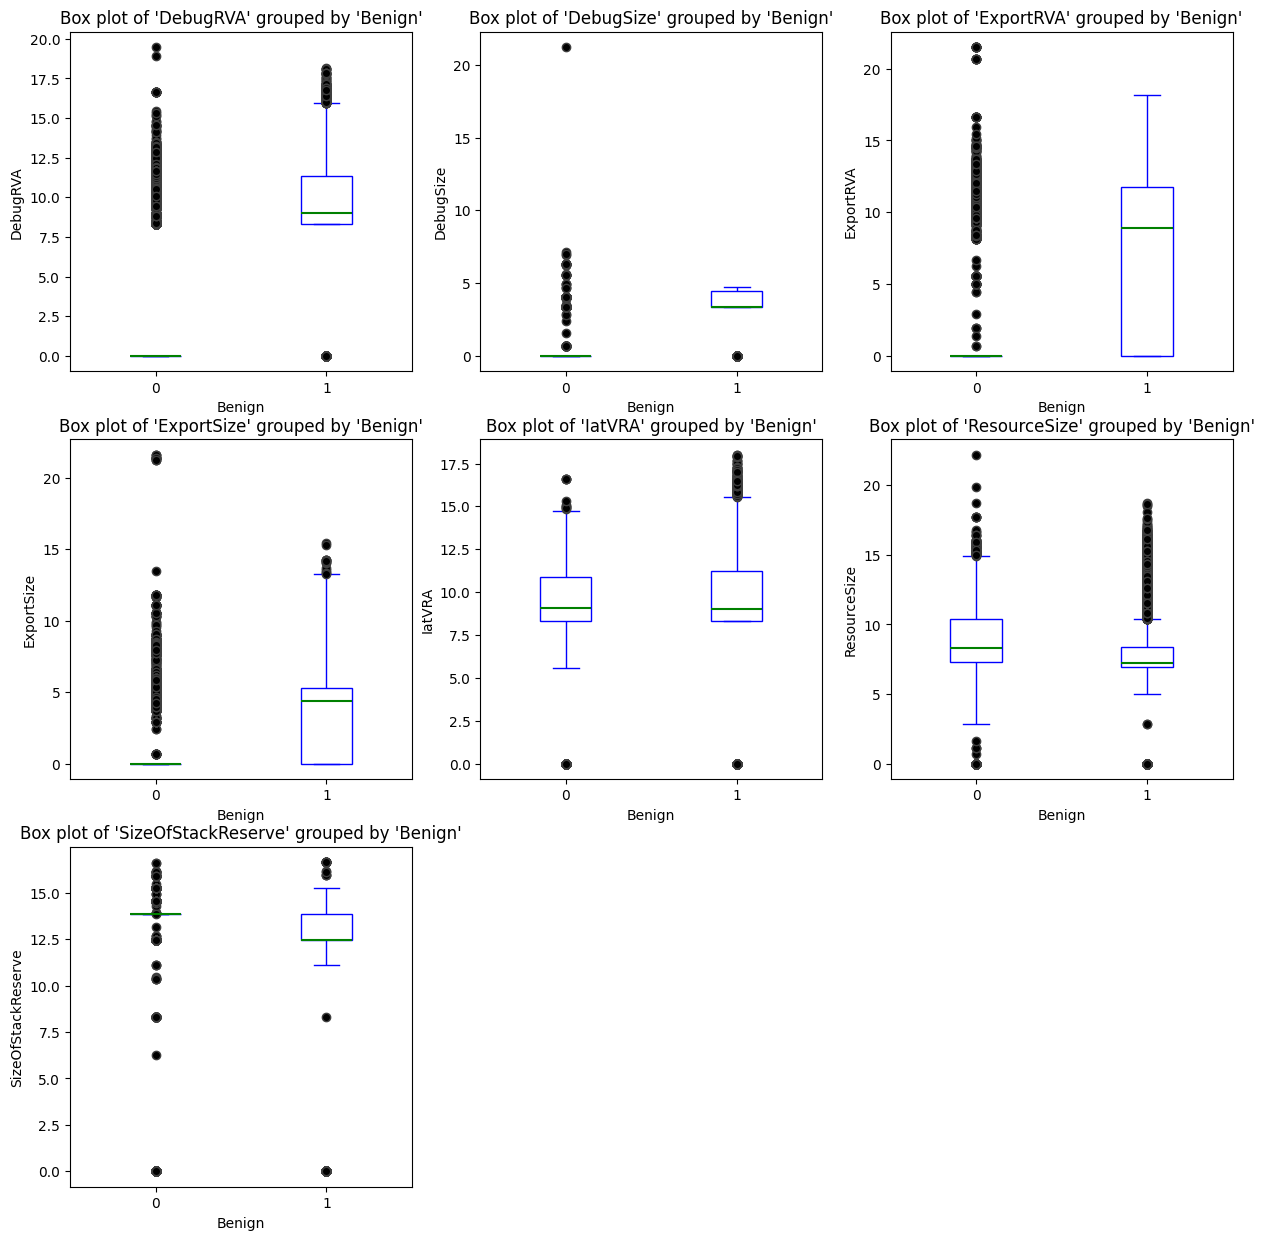 Box plot of 'DebugRVA' grouped by 'Benign'
20.0
17.5
15.0
12.5
10.0
7.5
5.0
2.5
0.0
DebugRVA
0 1
Benign
Box plot of 'DebugSize' grouped by 'Benign'
20
15
10
5
0
DebugSize
0 1
Benign
Box plot of 'ExportRVA' grouped by 'Benign'
20
15
10
5
0
ExportRVA
0 1
Benign
Box plot of 'ExportSize' grouped by 'Benign'
20
15
10
5
0
ExportSize
0 1
Benign
Box plot of 'IatVRA' grouped by 'Benign'
17.5
15.0
12.5
10.0
7.5
5.0
2.5
0.0
IatVRA
0 1
Benign
Box plot of 'ResourceSize' grouped by 'Benign'
20
15
10
5
0
ResourceSize
0 1
Benign
Box plot of 'SizeOfStackReserve' grouped by 'Benign'
15.0
12.5
10.0
7.5
5.0
2.5
0.0
SizeOfStackReserve
0 1
Benign